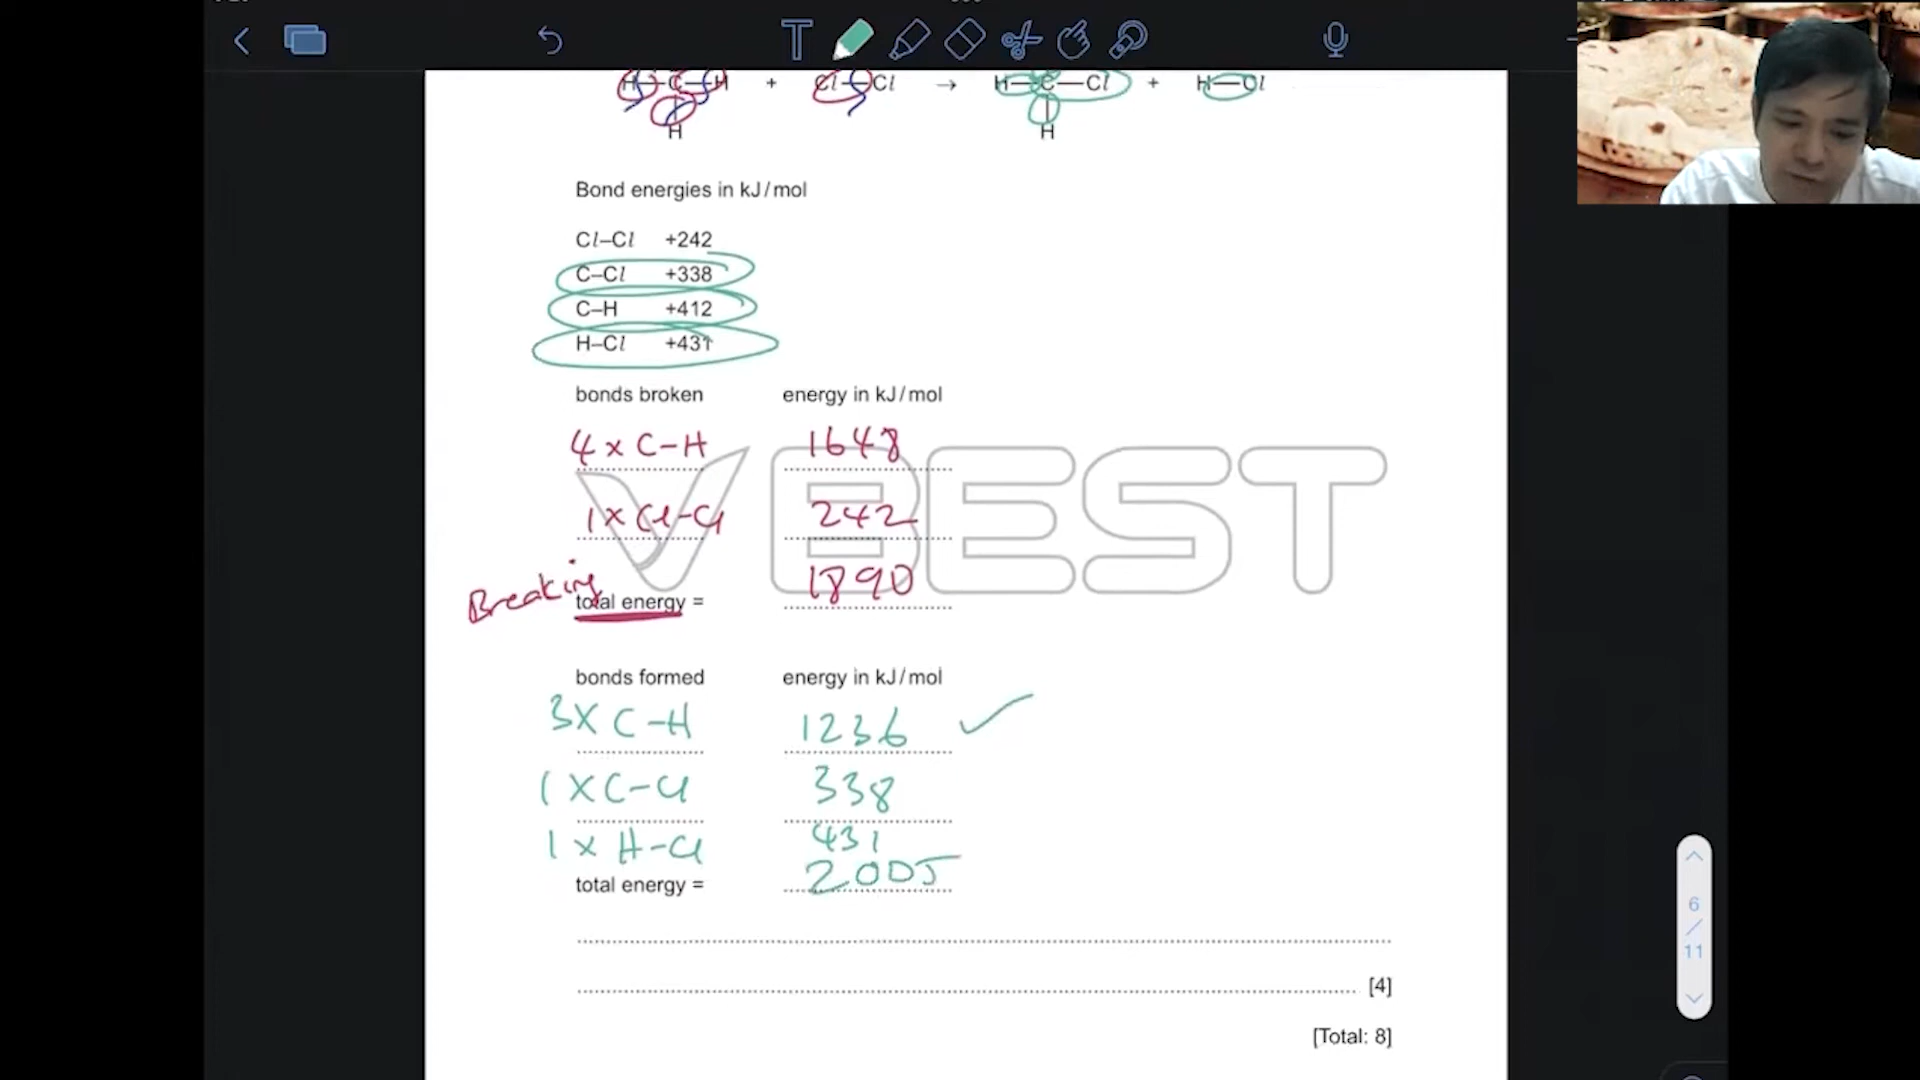 H C H + Cl Cl → H C Cl + H Cl
H H
Bond energies in kJ/mol
Cl–Cl +242
C–Cl +338
C–H +412
H–Cl +431
bonds broken energy in kJ/mol
4 x C-H 1648
1 x Cl-Cl 242
Breaking total energy = 1890
VBEST
bonds formed energy in kJ/mol
3 X C-H 1236
1 X C-Cl 338
1 x H-Cl 431
total energy = 2005
[4]
[Total: 8]
T
6
/
11